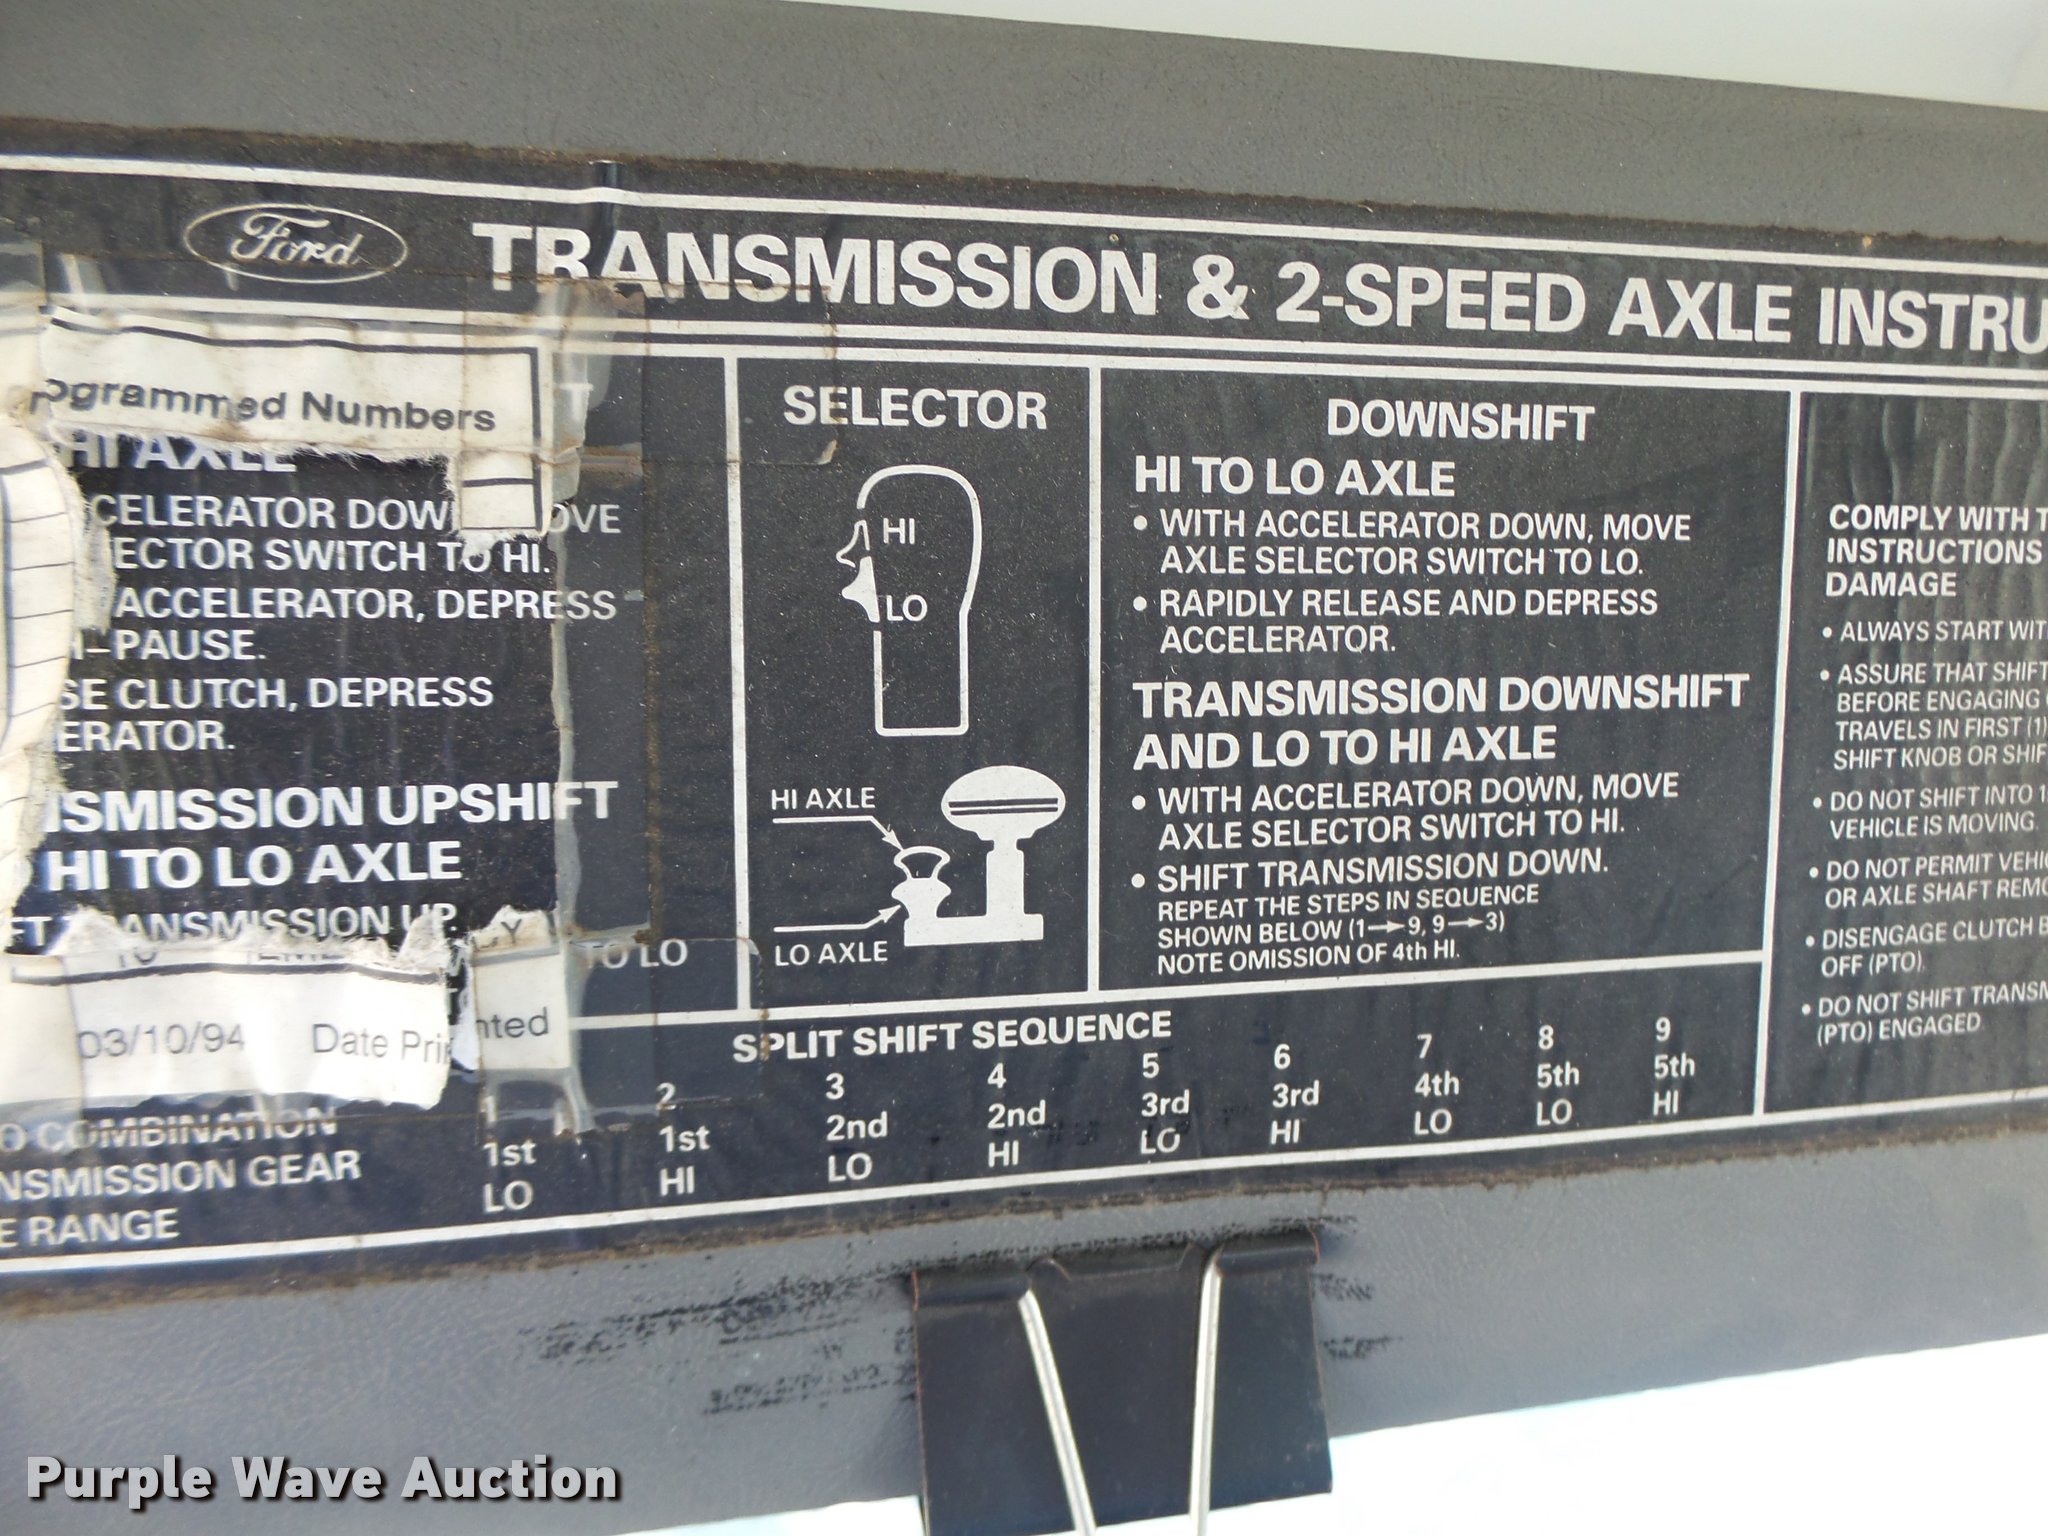 Ford TRANSMISSION & 2-SPEED AXLE INSTRU
ogrammed Numbers
HI AXLE
CELERATOR DOW OVE
ECTOR SWITCH TO HI.
ACCELERATOR, DEPRESS
–PAUSE.
SE CLUTCH, DEPRESS
ERATOR.
SMISSION UPSHIFT
HI TO LO AXLE
FT TRANSMISSION UP.
TO LO
03/10/94 Date Printed
SELECTOR
HI
LO
HI AXLE
LO AXLE
DOWNSHIFT
HI TO LO AXLE
• WITH ACCELERATOR DOWN, MOVE
AXLE SELECTOR SWITCH TO LO.
• RAPIDLY RELEASE AND DEPRESS
ACCELERATOR.
TRANSMISSION DOWNSHIFT
AND LO TO HI AXLE
• WITH ACCELERATOR DOWN, MOVE
AXLE SELECTOR SWITCH TO HI.
• SHIFT TRANSMISSION DOWN.
REPEAT THE STEPS IN SEQUENCE
SHOWN BELOW (1→9, 9→3)
NOTE OMISSION OF 4th HI.
COMPLY WITH T
INSTRUCTIONS
DAMAGE
• ALWAYS START WIT
• ASSURE THAT SHIFT
BEFORE ENGAGING
TRAVELS IN FIRST (1)
SHIFT KNOB OR SHIF
• DO NOT SHIFT INTO 1
VEHICLE IS MOVING.
• DO NOT PERMIT VEHI
OR AXLE SHAFT REMO
• DISENGAGE CLUTCH B
OFF (PTO).
• DO NOT SHIFT TRANSM
(PTO) ENGAGED.
SPLIT SHIFT SEQUENCE
O COMBINATION 1 2 3 4 5 6 7 8 9
NSMISSION GEAR 1st 1st 2nd 2nd 3rd 3rd 4th 5th 5th
E RANGE LO HI LO HI LO HI LO LO HI
Purple Wave Auction